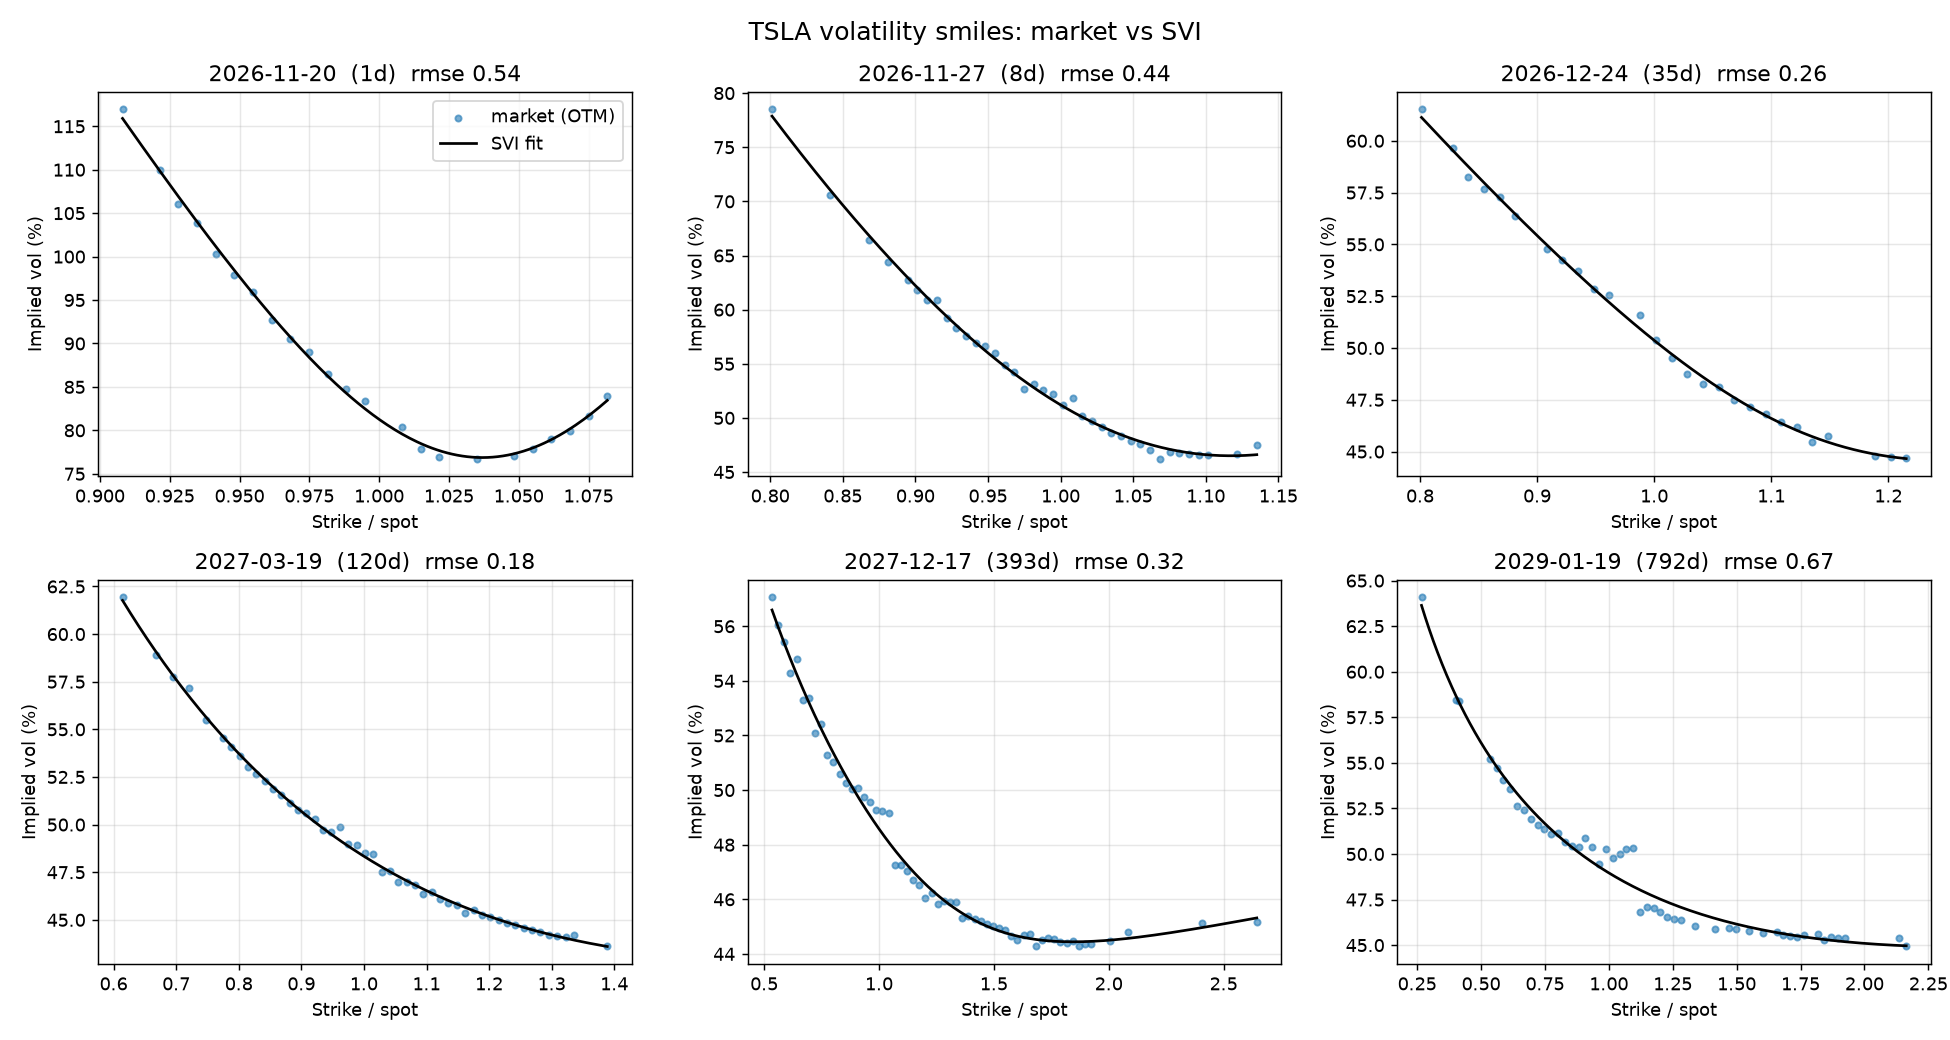 TSLA volatility smiles: market vs SVI
2026-11-20  (1d)  rmse 0.54
115
110
105
100
95
90
85
80
75
Implied vol (%)
market (OTM)
SVI fit
0.900 0.925 0.950 0.975 1.000 1.025 1.050 1.075
Strike / spot
2026-11-27  (8d)  rmse 0.44
80
75
70
65
60
55
50
45
Implied vol (%)
0.80 0.85 0.90 0.95 1.00 1.05 1.10 1.15
Strike / spot
2026-12-24  (35d)  rmse 0.26
60.0
57.5
55.0
52.5
50.0
47.5
45.0
Implied vol (%)
0.8 0.9 1.0 1.1 1.2
Strike / spot
2027-03-19  (120d)  rmse 0.18
62.5
60.0
57.5
55.0
52.5
50.0
47.5
45.0
Implied vol (%)
0.6 0.7 0.8 0.9 1.0 1.1 1.2 1.3 1.4
Strike / spot
2027-12-17  (393d)  rmse 0.32
56
54
52
50
48
46
44
Implied vol (%)
0.5 1.0 1.5 2.0 2.5
Strike / spot
2029-01-19  (792d)  rmse 0.67
65.0
62.5
60.0
57.5
55.0
52.5
50.0
47.5
45.0
Implied vol (%)
0.25 0.50 0.75 1.00 1.25 1.50 1.75 2.00 2.25
Strike / spot